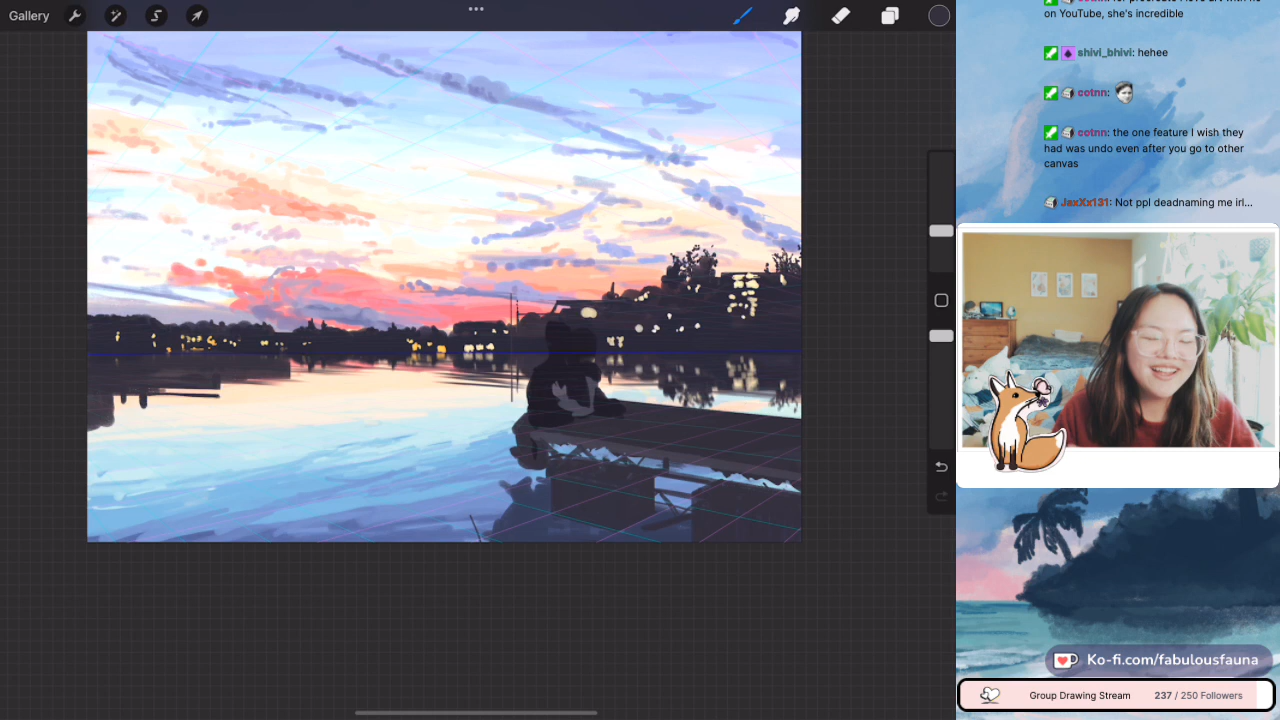 Gallery
on YouTube, she's incredible
shivi_bhivi: hehee
cotnn:
cotnn: the one feature I wish they
had was undo even after you go to other
canvas
JaxXx131: Not ppl deadnaming me irl...
Ko-fi.com/fabulousfauna
Group Drawing Stream 237 / 250 Followers